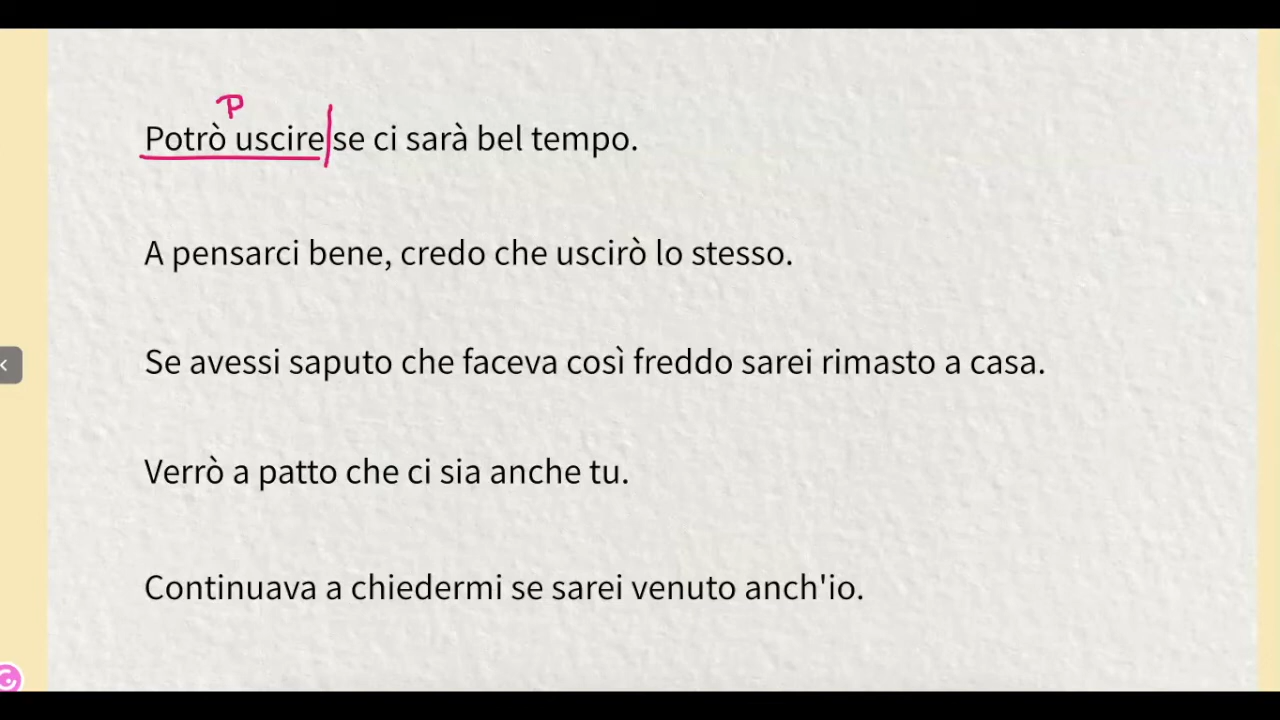 P
Potrò uscire se ci sarà bel tempo.
A pensarci bene, credo che uscirò lo stesso.
Se avessi saputo che faceva così freddo sarei rimasto a casa.
Verrò a patto che ci sia anche tu.
Continuava a chiedermi se sarei venuto anch'io.